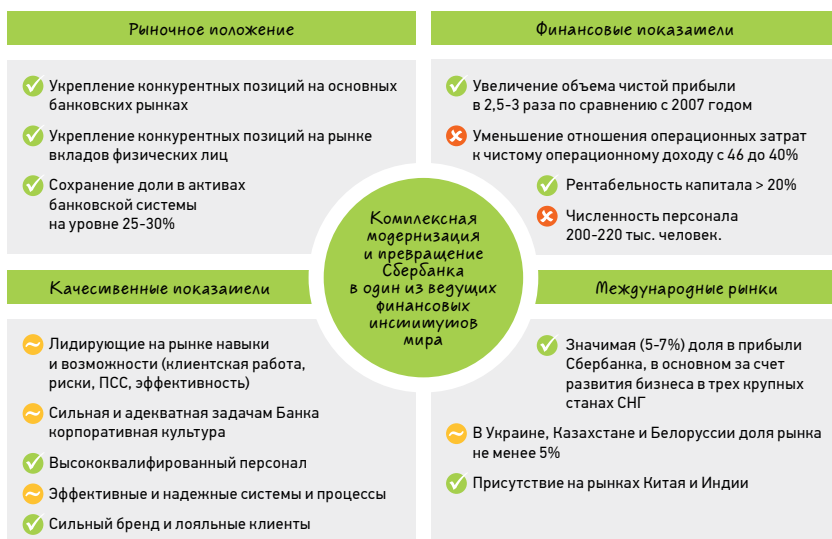 Рыночное положение
Укрепление конкурентных позиций на основных
банковских рынках
Укрепление конкурентных позиций на рынке
вкладов физических лиц
Сохранение доли в активах
банковской системы
на уровне 25-30%
Финансовые показатели
Увеличение объема чистой прибыли
в 2,5-3 раза по сравнению с 2007 годом
Уменьшение отношения операционных затрат
к чистому операционному доходу с 46 до 40%
Рентабельность капитала > 20%
Численность персонала
200-220 тыс. человек.
Комплексная
модернизация
и превращение
Сбербанка
в один из ведущих
финансовых
институтов
мира
Качественные показатели
Лидирующие на рынке навыки
и возможности (клиентская работа,
риски, ПСС, эффективность)
Сильная и адекватная задачам Банка
корпоративная культура
Высококвалифированный персонал
Эффективные и надежные системы и процессы
Сильный бренд и лояльные клиенты
Международные рынки
Значимая (5-7%) доля в прибыли
Сбербанка, в основном за счет
развития бизнеса в трех крупных
станах СНГ
В Украине, Казахстане и Белоруссии доля рынка
не менее 5%
Присутствие на рынках Китая и Индии